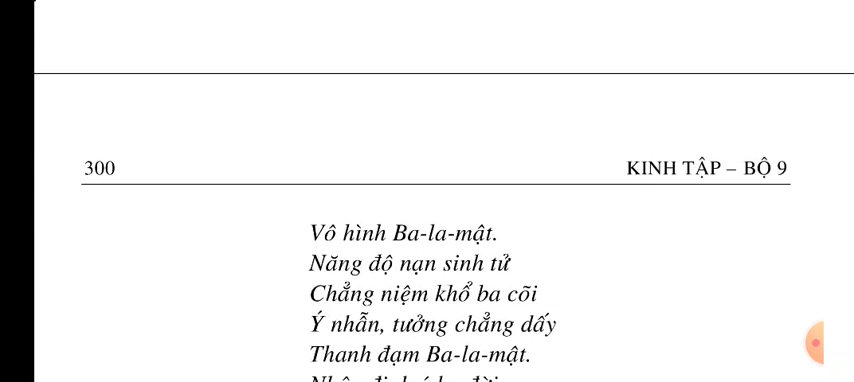 300
KINH TẬP – BỘ 9
Vô hình Ba-la-mật.
Năng độ nạn sinh tử
Chẳng niệm khổ ba cõi
Ý nhẫn, tưởng chẳng dấy
Thanh đạm Ba-la-mật.